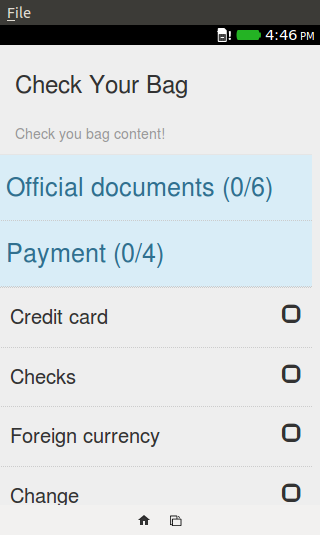 File
4:46 PM
Check Your Bag
Check you bag content!
Official documents (0/6)
Payment (0/4)
Credit card
Checks
Foreign currency
Change